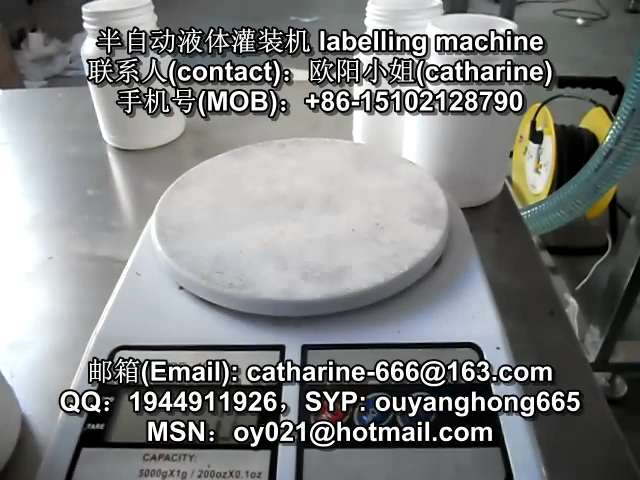 半自动液体灌装机 labelling machine
联系人(contact)：欧阳小姐(catharine)
手机号(MOB)：+86-15102128790
邮箱(Email): catharine-666@163.com
QQ：1944911926，SYP: ouyanghong665
MSN：oy021@hotmail.com
TARE
CAPACITY:
5000gX1g / 200ozX0.1oz